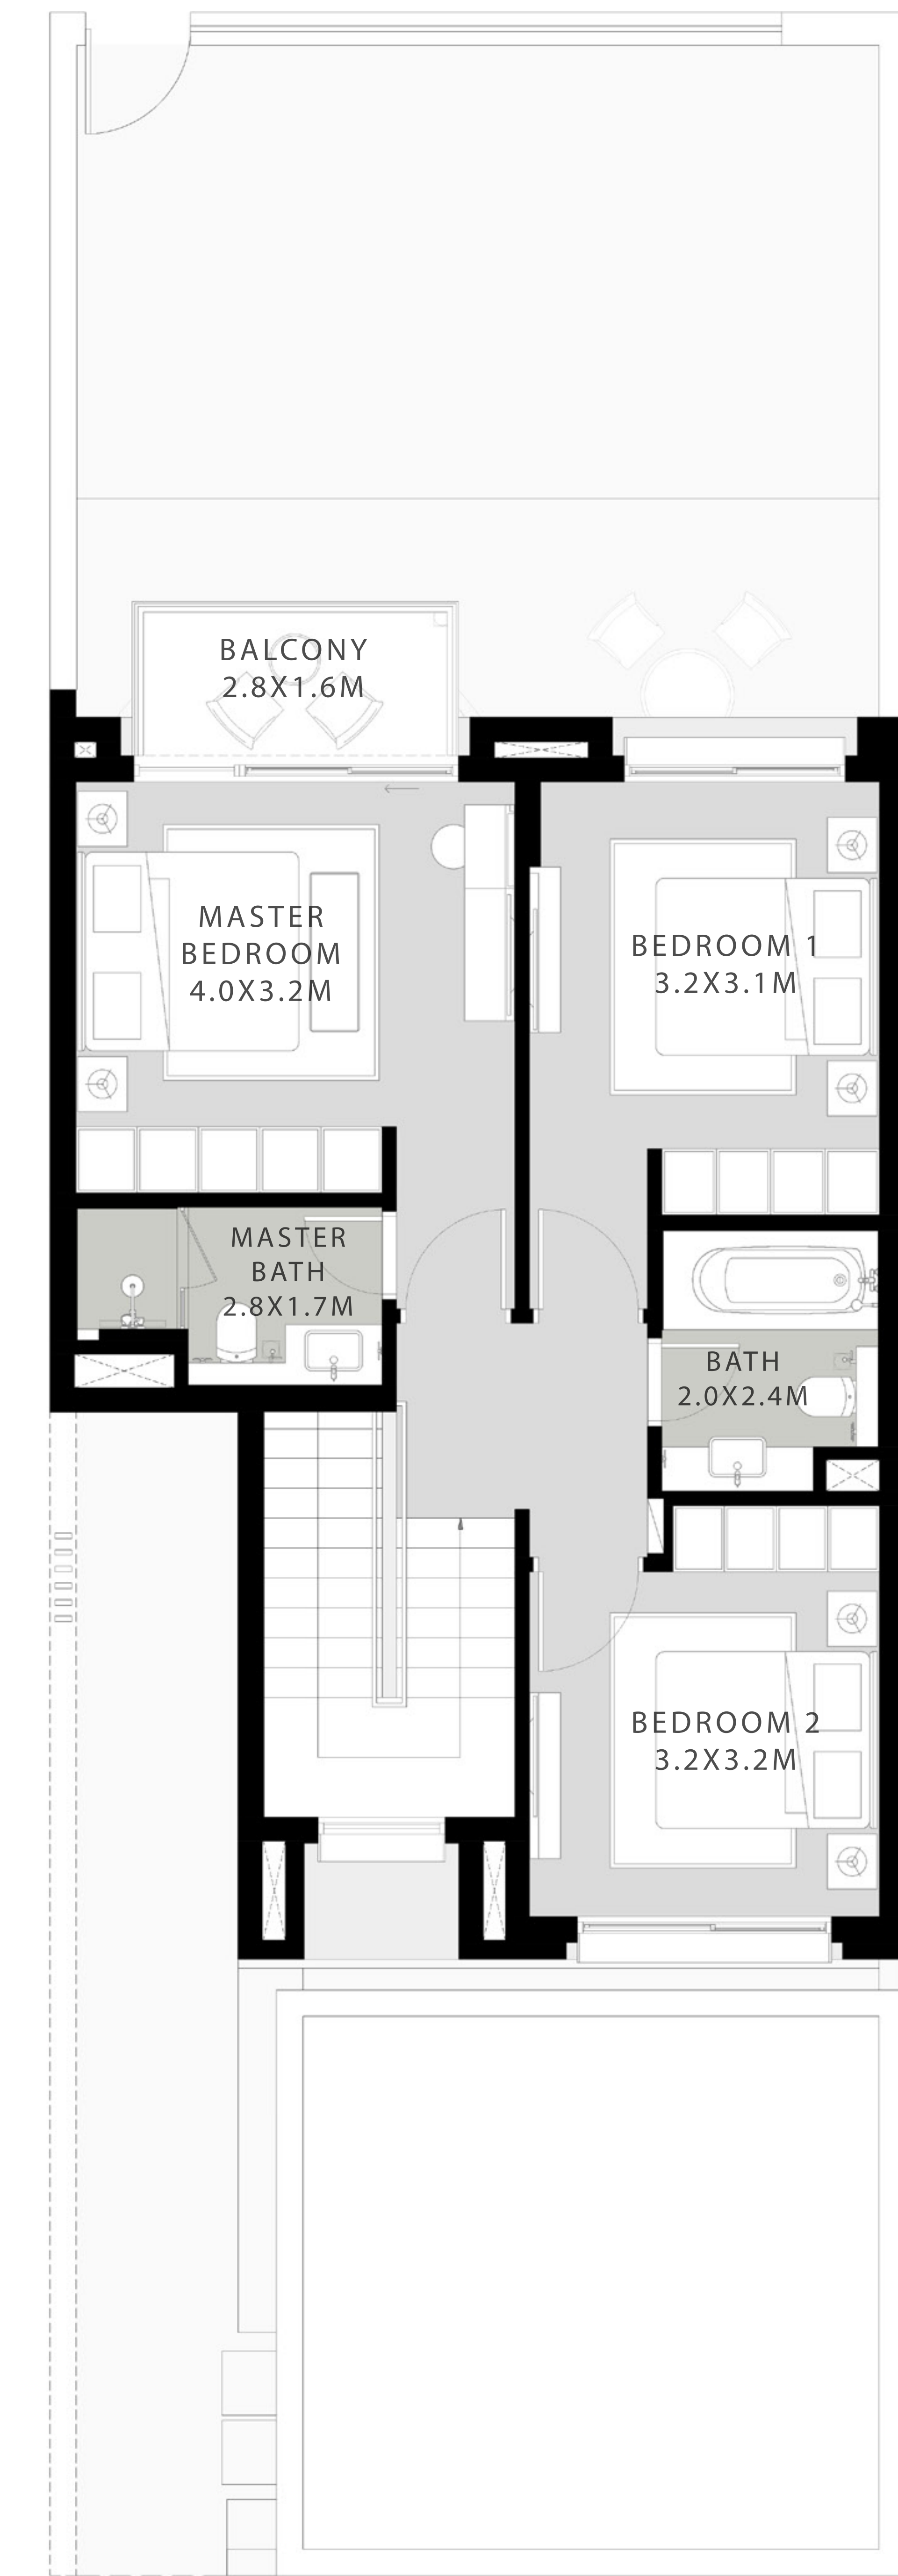 BALCONY
2.8X1.6M
MASTER
BEDROOM
4.0X3.2M
BEDROOM 1
3.2X3.1M
MASTER
BATH
2.8X1.7M
BATH
2.0X2.4M
BEDROOM 2
3.2X3.2M